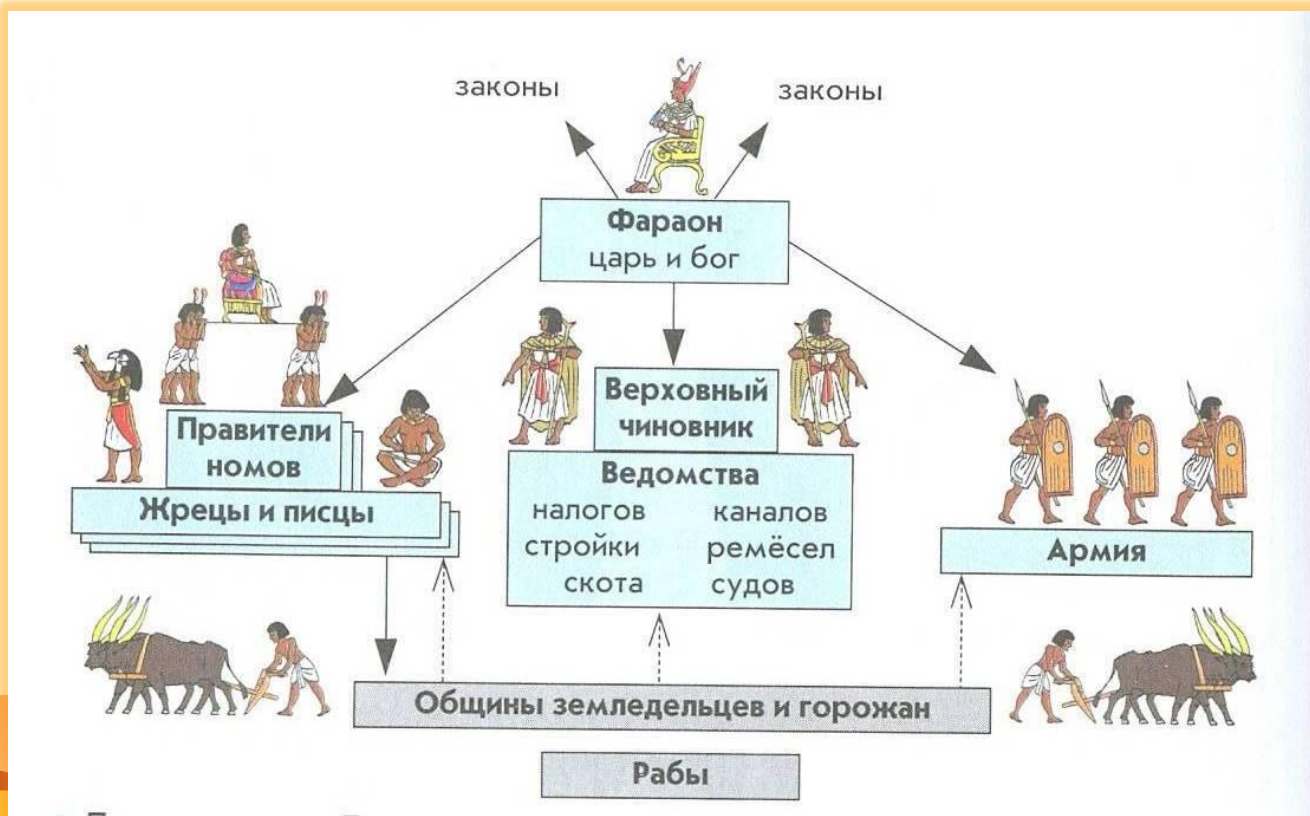 законы
законы
Фараон
царь и бог
Правители
номов
Жрецы и писцы
Верховный
чиновник
Ведомства
налогов каналов
стройки ремёсел
скота судов
Армия
Общины земледельцев и горожан
Рабы